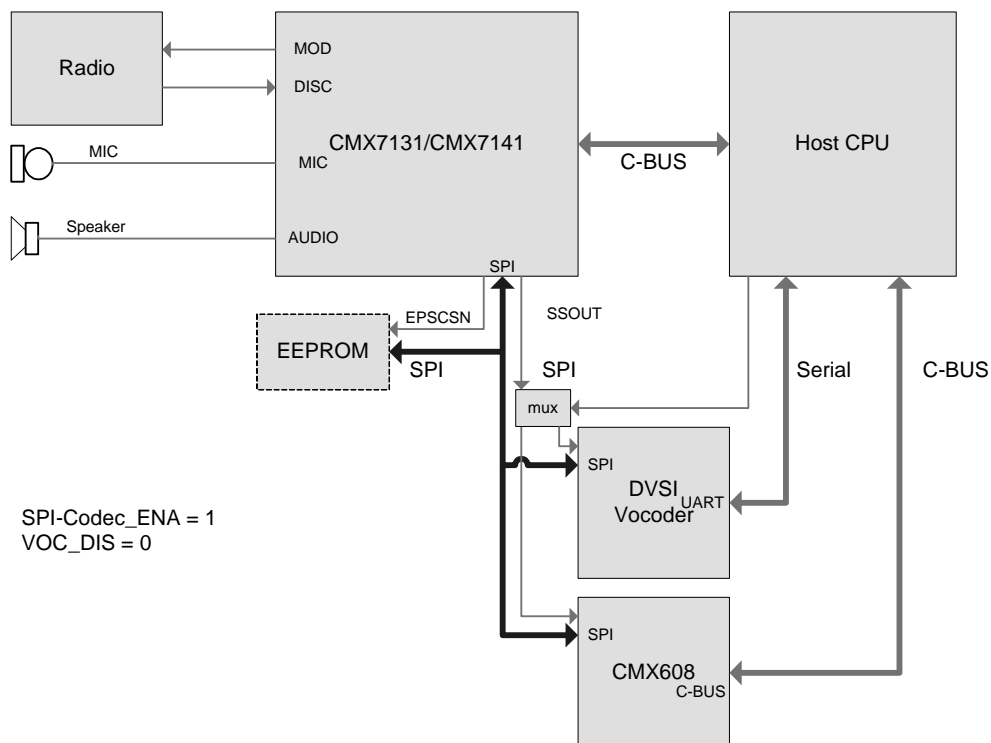 Radio
MOD
DISC
CMX7131/CMX7141
MIC
MIC
Speaker
AUDIO
SPI
C-BUS
Host CPU
EPSCSN
SSOUT
EEPROM
SPI
SPI
Serial
C-BUS
mux
SPI
DVSI
Vocoder
UART
SPI-Codec_ENA = 1
VOC_DIS = 0
SPI
CMX608
C-BUS